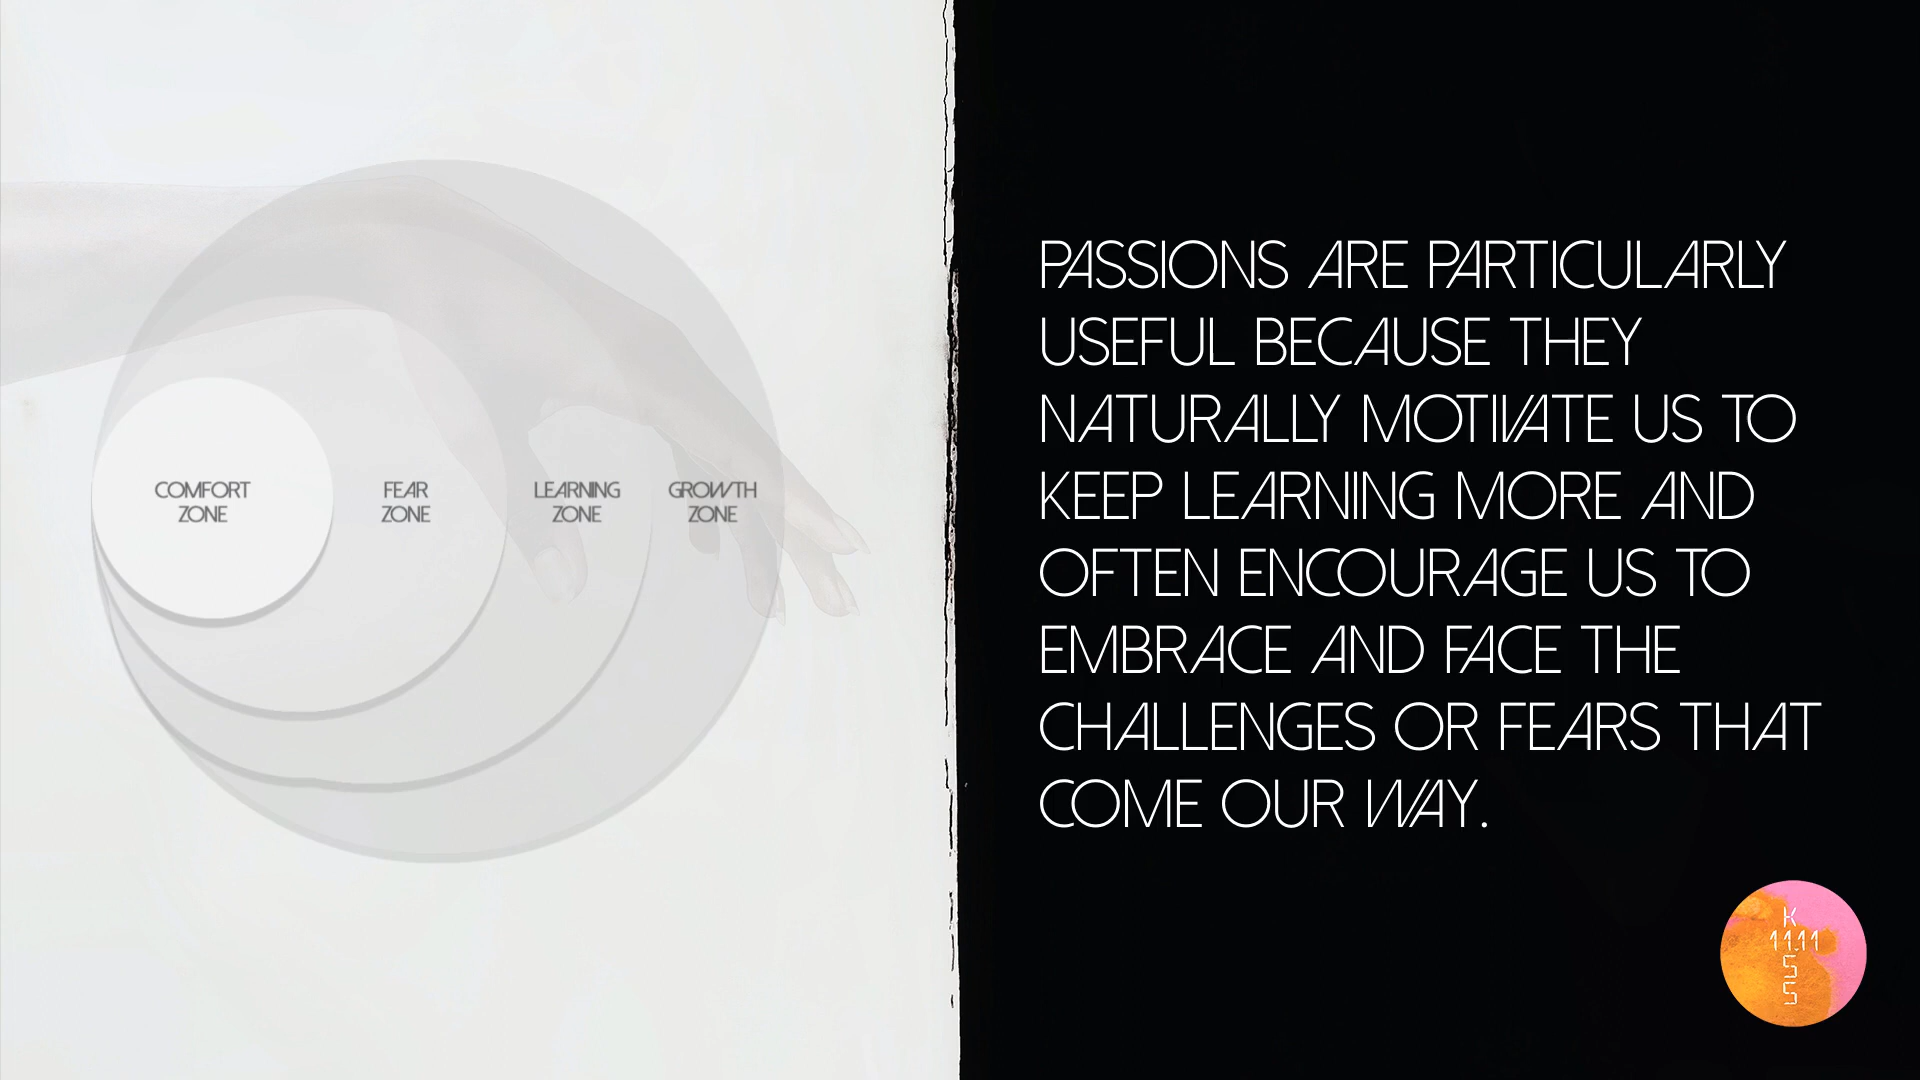 COMFORT
ZONE
FEAR
ZONE
LEARNING
ZONE
GROWTH
ZONE
PASSIONS ARE PARTICULARLY
USEFUL BECAUSE THEY
NATURALLY MOTIVATE US TO
KEEP LEARNING MORE AND
OFTEN ENCOURAGE US TO
EMBRACE AND FACE THE
CHALLENGES OR FEARS THAT
COME OUR WAY.
K
11.11
S
S